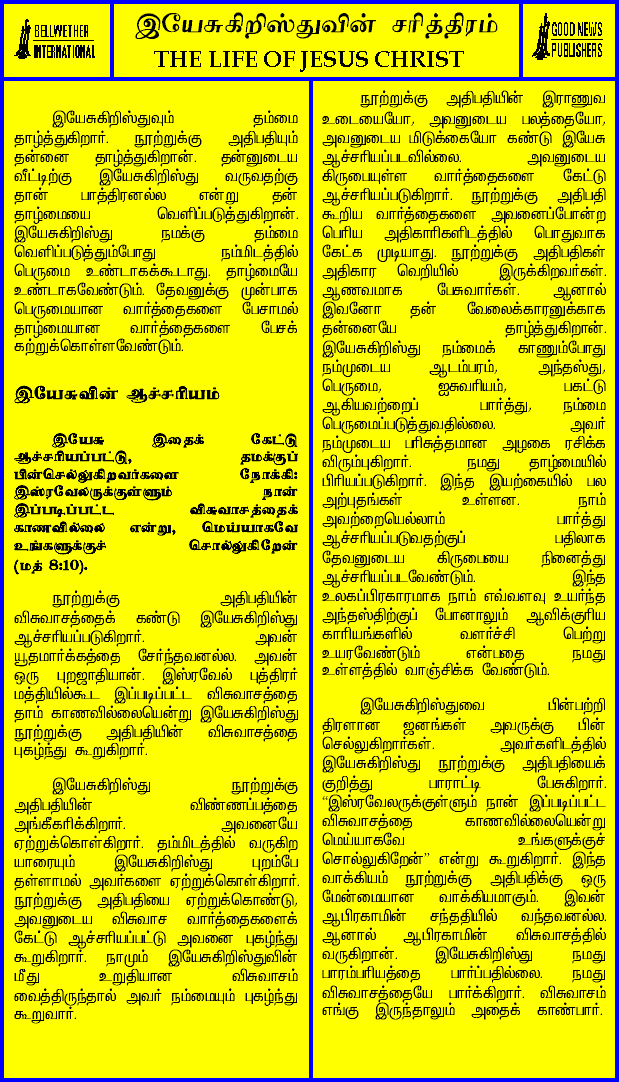 BELLWETHER
INTERNATIONAL
இயேசுகிறிஸ்துவின் சரித்திரம்
THE LIFE OF JESUS CHRIST
GOOD NEWS
PUBLISHERS
இயேசுகிறிஸ்துவும் தம்மை
தாழ்த்துகிறார். நூற்றுக்கு அதிபதியும்
தன்னை தாழ்த்துகிறான். தன்னுடைய
வீட்டிற்கு இயேசுகிறிஸ்து வருவதற்கு
தான் பாத்திரனல்ல என்று தன்
தாழ்மையை வெளிப்படுத்துகிறான்.
இயேசுகிறிஸ்து நமக்கு தம்மை
வெளிப்படுத்தும்போது நம்மிடத்தில்
பெருமை உண்டாகக்கூடாது. தாழ்மையே
உண்டாகவேண்டும். தேவனுக்கு முன்பாக
பெருமையான வார்த்தைகளை பேசாமல்
தாழ்மையான வார்த்தைகளை பேசக்
கற்றுக்கொள்ளவேண்டும்.
இயேசுவின் ஆச்சரியம்
இயேசு இதைக் கேட்டு
ஆச்சரியப்பட்டு, தமக்குப்
பின்செல்லுகிறவர்களை நோக்கி:
இஸ்ரவேலருக்குள்ளும் நான்
இப்படிப்பட்ட விசுவாசத்தைக்
காணவில்லை என்று, மெய்யாகவே
உங்களுக்குச் சொல்லுகிறேன்
(மத் 8:10).
நூற்றுக்கு அதிபதியின்
விசுவாசத்தைக் கண்டு இயேசுகிறிஸ்து
ஆச்சரியப்படுகிறார். அவன்
யூதமார்க்கத்தை சேர்ந்தவனல்ல. அவன்
ஒரு புறஜாதியான். இஸ்ரவேல் புத்திரர்
மத்தியில்கூட இப்படிப்பட்ட விசுவாசத்தை
தாம் காணவில்லையென்று இயேசுகிறிஸ்து
நூற்றுக்கு அதிபதியின் விசுவாசத்தை
புகழ்ந்து கூறுகிறார்.
இயேசுகிறிஸ்து நூற்றுக்கு
அதிபதியின் விண்ணப்பத்தை
அங்கீகரிக்கிறார். அவனையே
ஏற்றுக்கொள்கிறார். தம்மிடத்தில் வருகிற
யாரையும் இயேசுகிறிஸ்து புறம்பே
தள்ளாமல் அவர்களை ஏற்றுக்கொள்கிறார்.
நூற்றுக்கு அதிபதியை ஏற்றுக்கொண்டு,
அவனுடைய விசுவாச வார்த்தைகளைக்
கேட்டு ஆச்சரியப்பட்டு அவனை புகழ்ந்து
கூறுகிறார். நாமும் இயேசுகிறிஸ்துவின்
மீது உறுதியான விசுவாசம்
வைத்திருந்தால் அவர் நம்மையும் புகழ்ந்து
கூறுவார்.
நூற்றுக்கு அதிபதியின் இராணுவ
உடையையோ, அவனுடைய பலத்தையோ,
அவனுடைய மிடுக்கையோ கண்டு இயேசு
ஆச்சரியப்படவில்லை. அவனுடைய
கிருபையுள்ள வார்த்தைகளை கேட்டு
ஆச்சரியப்படுகிறார். நூற்றுக்கு அதிபதி
கூறிய வார்த்தைகளை அவனைப்போன்ற
பெரிய அதிகாரிகளிடத்தில் பொதுவாக
கேட்க முடியாது. நூற்றுக்கு அதிபதிகள்
அதிகார வெறியில் இருக்கிறவர்கள்.
ஆணவமாக பேசுவார்கள். ஆனால்
இவனோ தன் வேலைக்காரனுக்காக
தன்னையே தாழ்த்துகிறான்.
இயேசுகிறிஸ்து நம்மைக் காணும்போது
நம்முடைய ஆடம்பரம், அந்தஸ்து,
பெருமை, ஐசுவரியம், பகட்டு
ஆகியவற்றைப் பார்த்து, நம்மை
பெருமைப்படுத்துவதில்லை. அவர்
நம்முடைய பரிசுத்தமான அழகை ரசிக்க
விரும்புகிறார். நமது தாழ்மையில்
பிரியப்படுகிறார். இந்த இயற்கையில் பல
அற்புதங்கள் உள்ளன. நாம்
அவற்றையெல்லாம் பார்த்து
ஆச்சரியப்படுவதற்குப் பதிலாக
தேவனுடைய கிருபையை நினைத்து
ஆச்சரியப்படவேண்டும். இந்த
உலகப்பிரகாரமாக நாம் எவ்வளவு உயர்ந்த
அந்தஸ்திற்குப் போனாலும் ஆவிக்குரிய
காரியங்களில் வளர்ச்சி பெற்று
உயரவேண்டும் என்பதை நமது
உள்ளத்தில் வாஞ்சிக்க வேண்டும்.
இயேசுகிறிஸ்துவை பின்பற்றி
திரளான ஜனங்கள் அவருக்கு பின்
செல்லுகிறார்கள். அவர்களிடத்தில்
இயேசுகிறிஸ்து நூற்றுக்கு அதிபதியைக்
குறித்து பாராட்டி பேசுகிறார்.
“இஸ்ரவேலருக்குள்ளும் நான் இப்படிப்பட்ட
விசுவாசத்தை காணவில்லையென்று
மெய்யாகவே உங்களுக்குச்
சொல்லுகிறேன்” என்று கூறுகிறார். இந்த
வாக்கியம் நூற்றுக்கு அதிபதிக்கு ஒரு
மேன்மையான வாக்கியமாகும். இவன்
ஆபிரகாமின் சந்ததியில் வந்தவனல்ல.
ஆனால் ஆபிரகாமின் விசுவாசத்தில்
வருகிறான். இயேசுகிறிஸ்து நமது
பாரம்பரியத்தை பார்ப்பதில்லை. நமது
விசுவாசத்தையே பார்க்கிறார். விசுவாசம்
எங்கு இருந்தாலும் அதைக் காண்பார்.